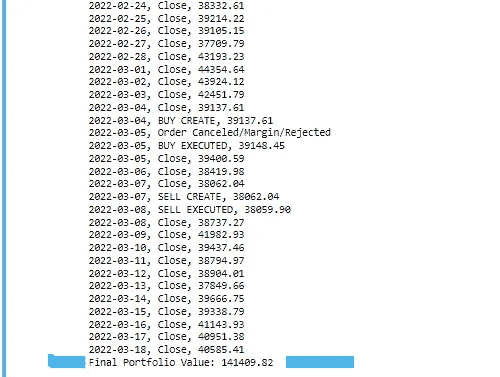 2022-02-24, Close, 38332.61
2022-02-25, Close, 39214.22
2022-02-26, Close, 39105.15
2022-02-27, Close, 37709.79
2022-02-28, Close, 43193.23
2022-03-01, Close, 44354.64
2022-03-02, Close, 43924.12
2022-03-03, Close, 42451.79
2022-03-04, Close, 39137.61
2022-03-04, BUY CREATE, 39137.61
2022-03-05, Order Canceled/Margin/Rejected
2022-03-05, BUY EXECUTED, 39148.45
2022-03-05, Close, 39400.59
2022-03-06, Close, 38419.98
2022-03-07, Close, 38062.04
2022-03-07, SELL CREATE, 38062.04
2022-03-08, SELL EXECUTED, 38059.90
2022-03-08, Close, 38737.27
2022-03-09, Close, 41982.93
2022-03-10, Close, 39437.46
2022-03-11, Close, 38794.97
2022-03-12, Close, 38904.01
2022-03-13, Close, 37849.66
2022-03-14, Close, 39666.75
2022-03-15, Close, 39338.79
2022-03-16, Close, 41143.93
2022-03-17, Close, 40951.38
2022-03-18, Close, 40585.41
Final Portfolio Value: 141409.82